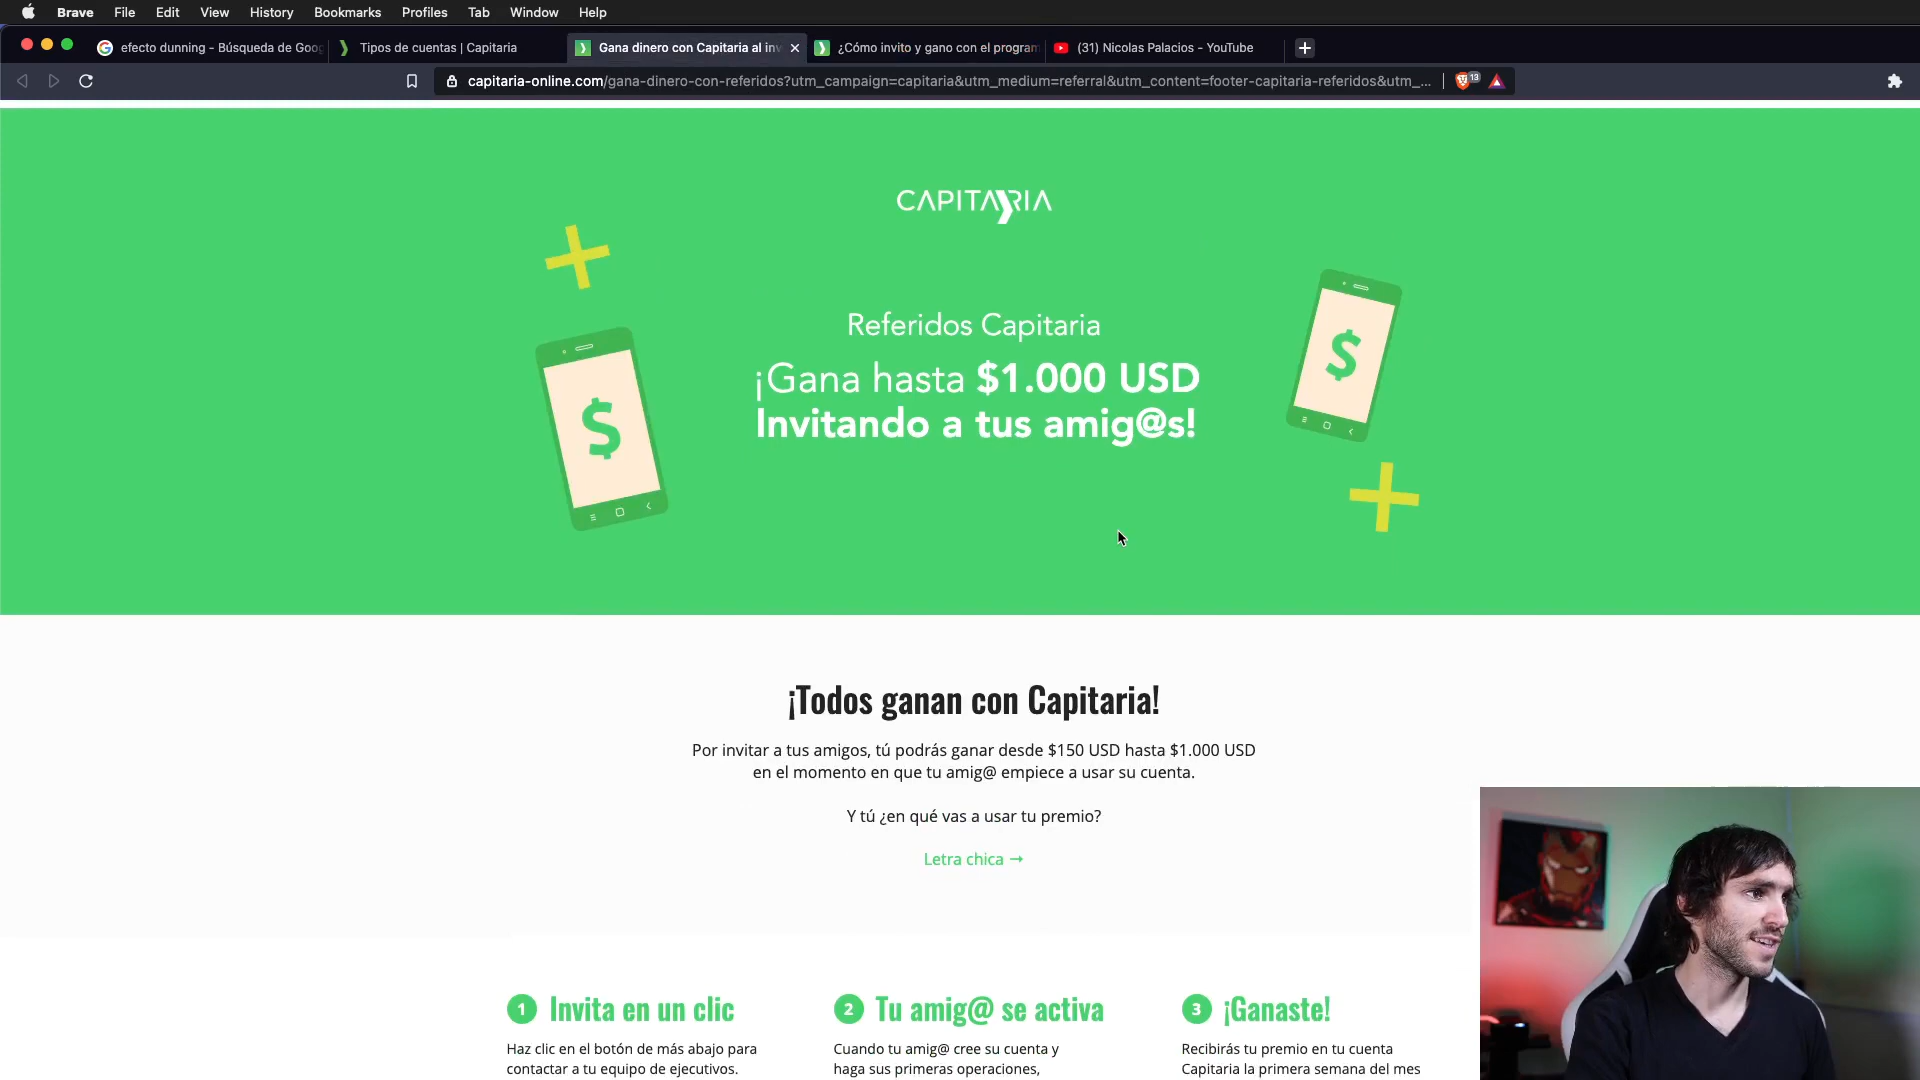 Brave File Edit View History Bookmarks Profiles Tab Window Help
efecto dunning - Búsqueda de Goog
Tipos de cuentas | Capitaria
Gana dinero con Capitaria al inv
¿Cómo invito y gano con el program
(31) Nicolas Palacios - YouTube
capitaria-online.com/gana-dinero-con-referidos?utm_campaign=capitaria&utm_medium=referral&utm_content=footer-capitaria-referidos&utm_...
13
CAPITARIA
Referidos Capitaria
¡Gana hasta $1.000 USD
Invitando a tus amig@s!
$
$
¡Todos ganan con Capitaria!
Por invitar a tus amigos, tú podrás ganar desde $150 USD hasta $1.000 USD
en el momento en que tu amig@ empiece a usar su cuenta.
Y tú ¿en qué vas a usar tu premio?
Letra chica →
1 Invita en un clic
Haz clic en el botón de más abajo para
contactar a tu equipo de ejecutivos.
2 Tu amig@ se activa
Cuando tu amig@ cree su cuenta y
haga sus primeras operaciones,
3 ¡Ganaste!
Recibirás tu premio en tu cuenta
Capitaria la primera semana del mes